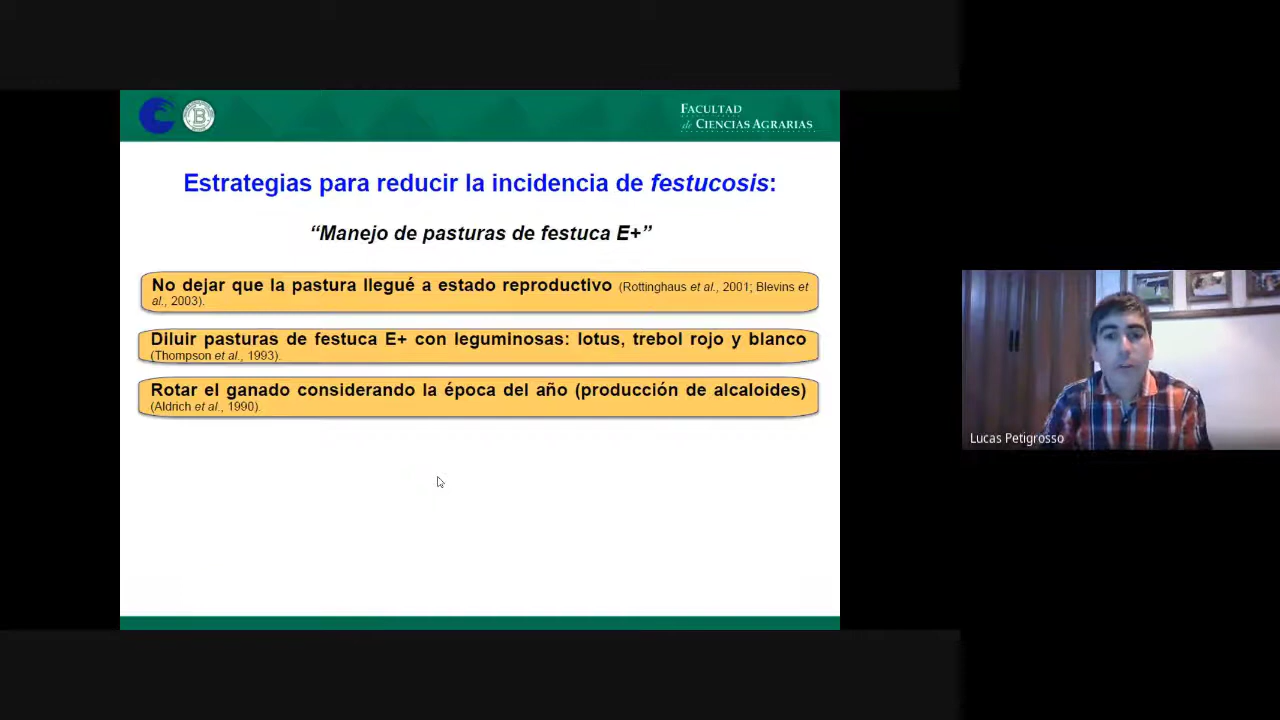 FACULTAD
de CIENCIAS AGRARIAS
Estrategias para reducir la incidencia de festucosis:
“Manejo de pasturas de festuca E+”
No dejar que la pastura llegué a estado reproductivo (Rottinghaus et al., 2001; Blevins et
al., 2003).
Diluir pasturas de festuca E+ con leguminosas: lotus, trebol rojo y blanco
(Thompson et al., 1993).
Rotar el ganado considerando la época del año (producción de alcaloides)
(Aldrich et al., 1990).
Lucas Petigrosso